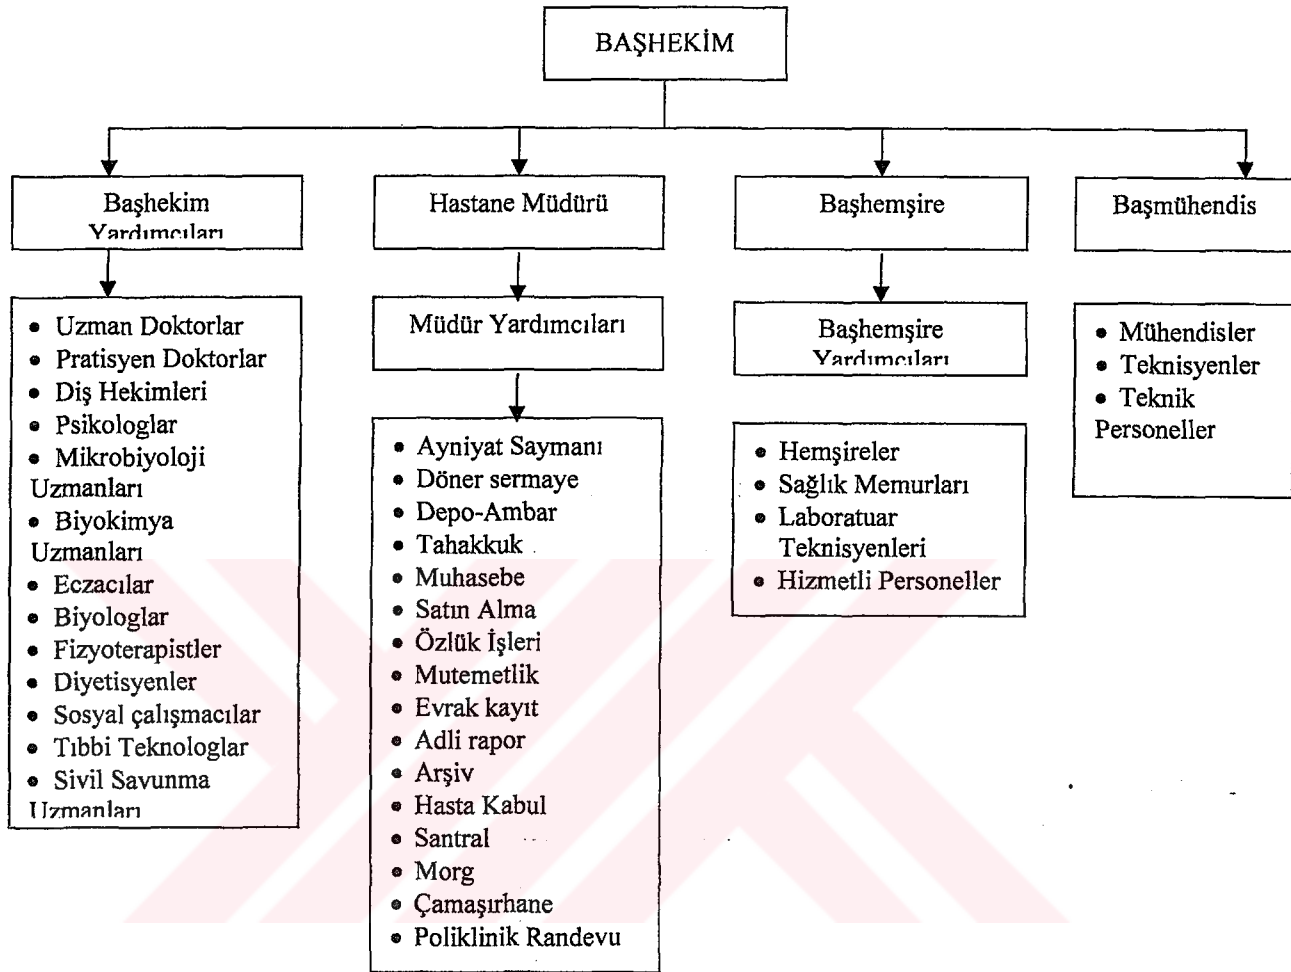 BAŞHEKİM
Başhekim
Yardımcıları
Hastane Müdürü
Başhemşire
Başmühendis
Müdür Yardımcıları
Başhemşire
Yardımcıları
• Uzman Doktorlar
• Pratisyen Doktorlar
• Diş Hekimleri
• Psikologlar
• Mikrobiyoloji
Uzmanları
• Biyokimya
Uzmanları
• Eczacılar
• Biyologlar
• Fizyoterapistler
• Diyetisyenler
• Sosyal çalışmacılar
• Tıbbi Teknologlar
• Sivil Savunma
Uzmanları
• Ayniyat Saymanı
• Döner sermaye
• Depo-Ambar
• Tahakkuk
• Muhasebe
• Satın Alma
• Özlük İşleri
• Mutemetlik
• Evrak kayıt
• Adli rapor
• Arşiv
• Hasta Kabul
• Santral
• Morg
• Çamaşırhane
• Poliklinik Randevu
• Hemşireler
• Sağlık Memurları
• Laboratuar
Teknisyenleri
• Hizmetli Personeller
• Mühendisler
• Teknisyenler
• Teknik
Personeller